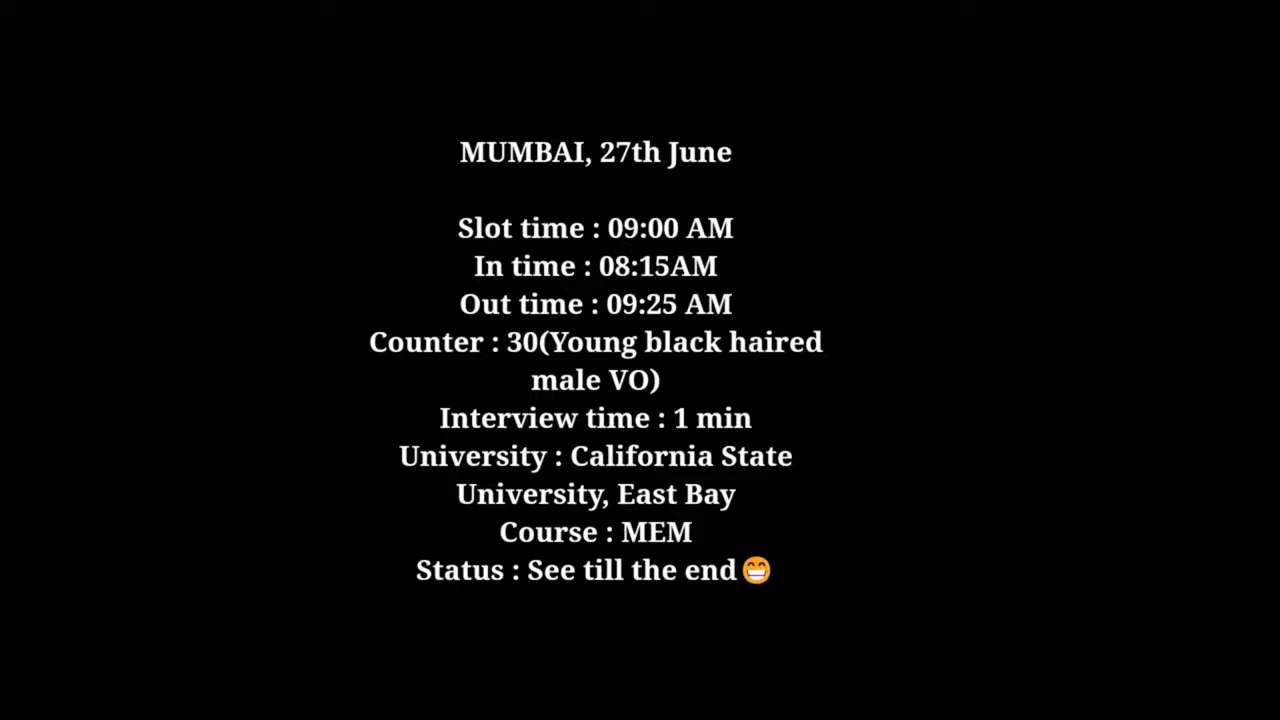 MUMBAI, 27th June
Slot time : 09:00 AM
In time : 08:15AM
Out time : 09:25 AM
Counter : 30(Young black haired
male VO)
Interview time : 1 min
University : California State
University, East Bay
Course : MEM
Status : See till the end😁